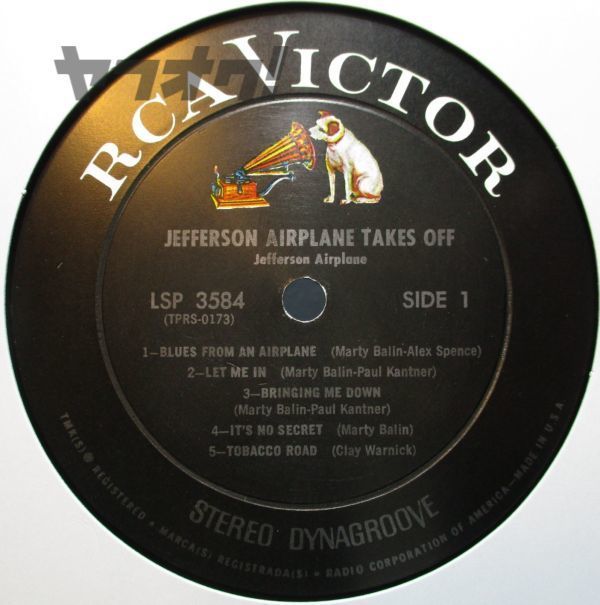 ヤフオク!
RCA VICTOR
JEFFERSON AIRPLANE TAKES OFF
Jefferson Airplane
LSP 3584
(TPRS-0173)
SIDE 1
1—BLUES FROM AN AIRPLANE (Marty Balin-Alex Spence)
2—LET ME IN (Marty Balin-Paul Kantner)
3—BRINGING ME DOWN
(Marty Balin-Paul Kantner)
4—IT'S NO SECRET (Marty Balin)
5—TOBACCO ROAD (Clay Warnick)
STEREO DYNAGROOVE
TMK(S) ® REGISTERED • MARCA(S) REGISTRADA(S) • RADIO CORPORATION OF AMERICA—MADE IN U.S.A